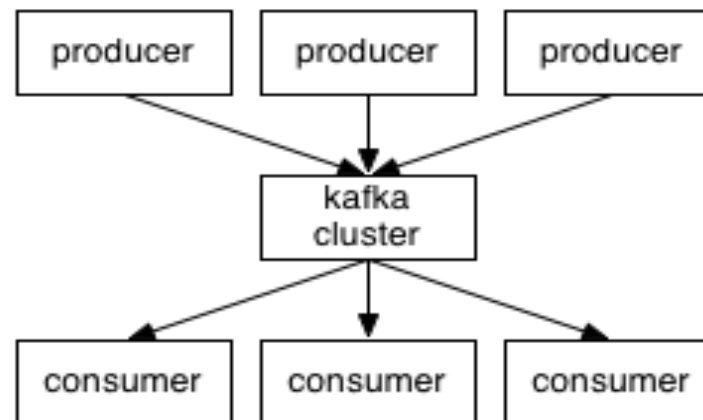 producer
producer
producer
kafka
cluster
consumer
consumer
consumer